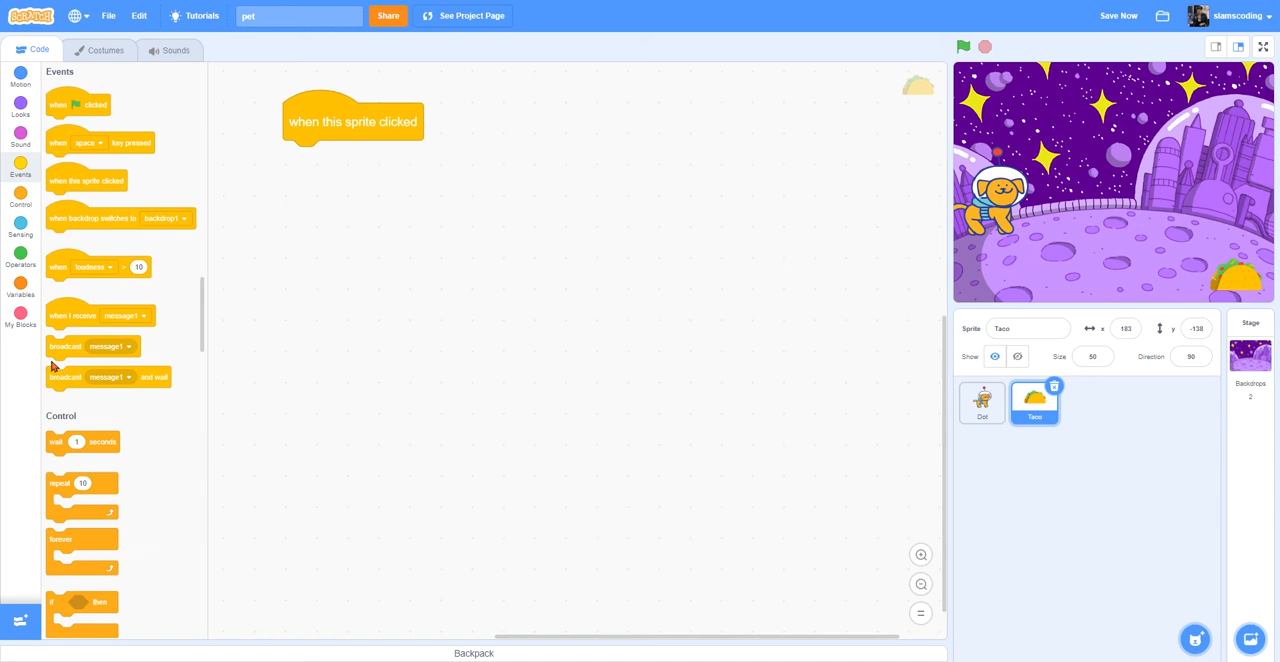 SCRATCH File Edit Tutorials pet Share See Project Page Save Now slamscoding
Code Costumes Sounds
Motion
Looks
Sound
Events
Control
Sensing
Operators
Variables
My Blocks
Events
when clicked
when space key pressed
when this sprite clicked
when backdrop switches to backdrop1
when loudness > 10
when I receive message1
broadcast message1
broadcast message1 and wait
Control
wait 1 seconds
repeat 10
forever
if then
when this sprite clicked
Sprite Taco x 183 y -138
Show Size 50 Direction 90
Dot
Taco
Stage
Backdrops
2
Backpack